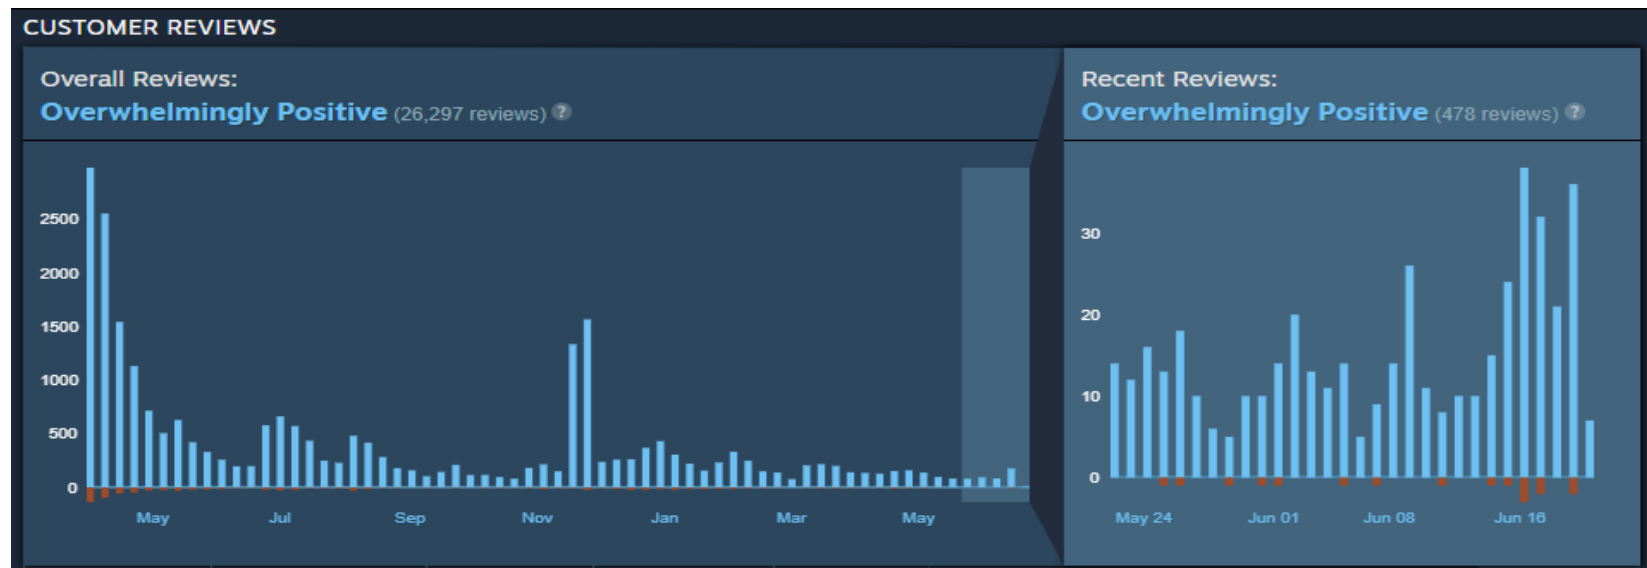 CUSTOMER REVIEWS
Overall Reviews:
Overwhelmingly Positive (26,297 reviews) ?
2500
2000
1500
1000
500
0
May Jul Sep Nov Jan Mar May
Recent Reviews:
Overwhelmingly Positive (478 reviews) ?
30
20
10
0
May 24 Jun 01 Jun 08 Jun 16